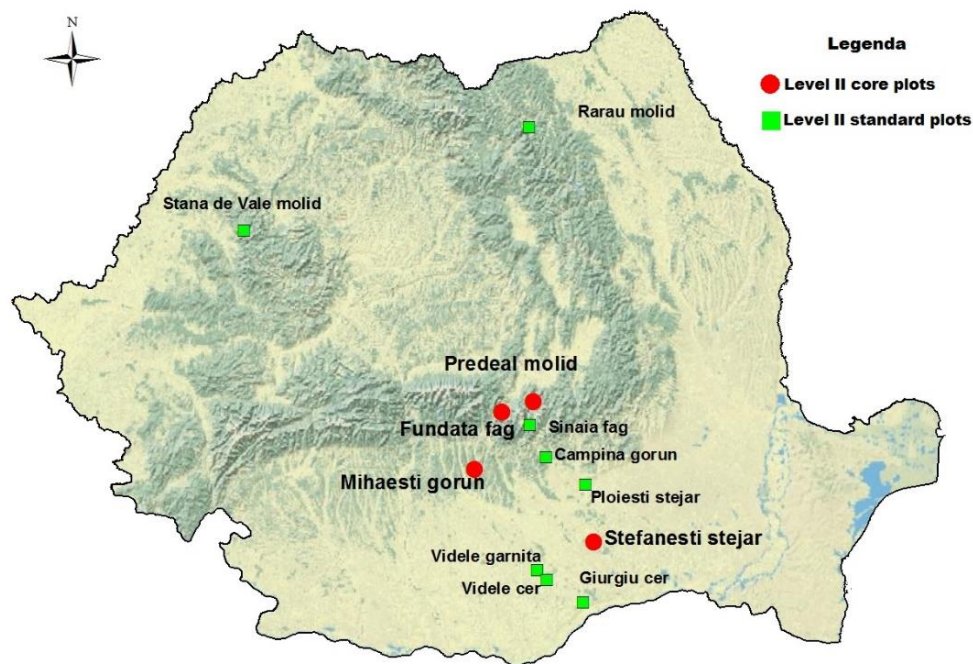 N
Legenda
Level II core plots
Level II standard plots
Rarau molid
Stana de Vale molid
Predeal molid
Fundata fag
Sinaia fag
Campina gorun
Mihaesti gorun
Ploiesti stejar
Stefanesti stejar
Videle garnita
Videle cer
Giurgiu cer